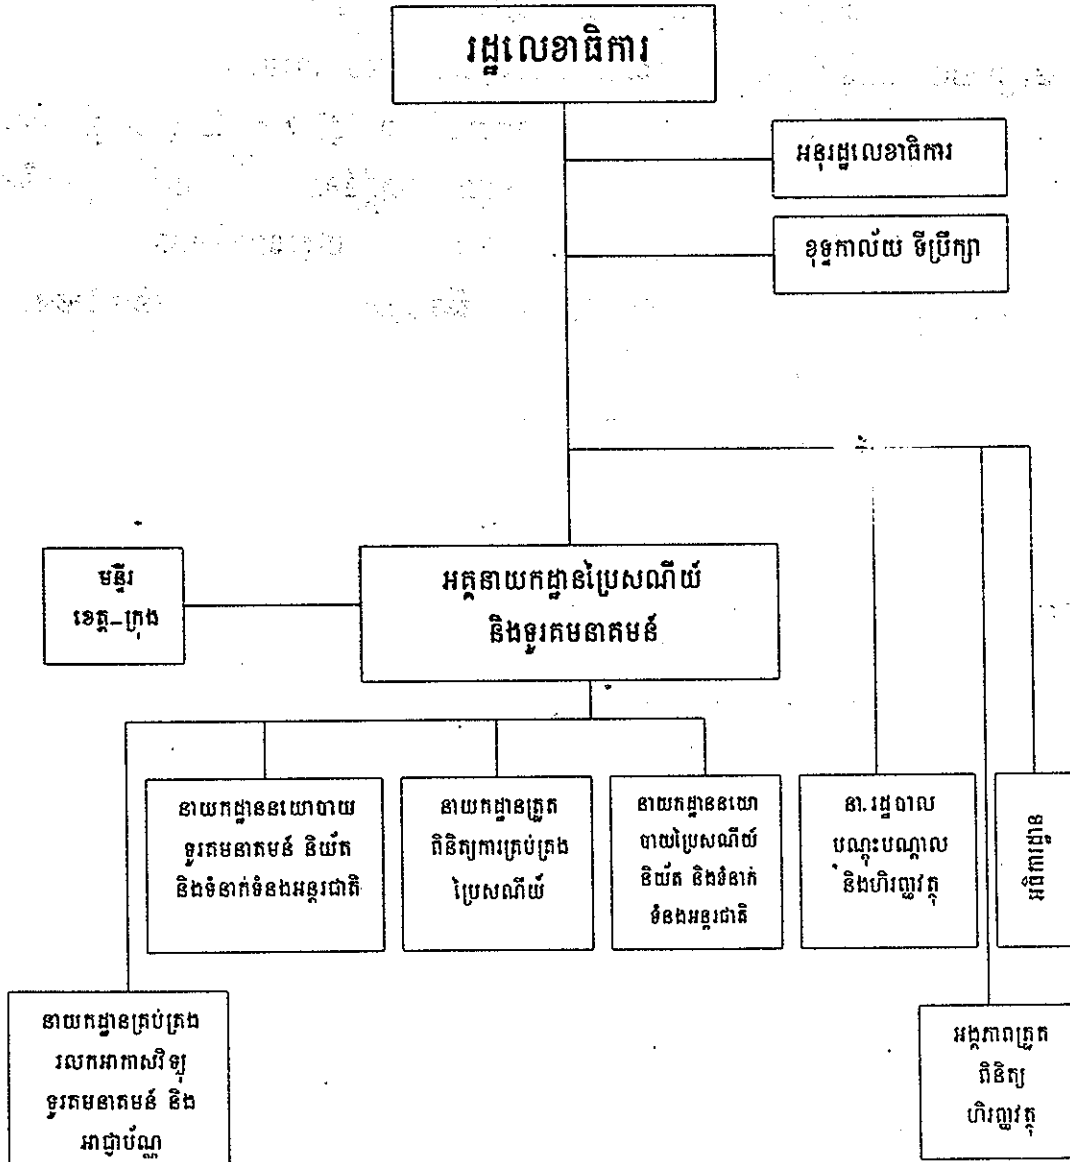 រដ្ឋលេខាធិការ
អនុរដ្ឋលេខាធិការ
ខុទ្ទកាល័យ ទីប្រឹក្សា
មន្ទីរ
ខេត្ត-ក្រុង
អគ្គនាយកដ្ឋានប្រៃសណីយ៍
និងទូរគមនាគមន៍
នាយកដ្ឋាននយោបាយ
ទូរគមនាគមន៍ និយ័ត
និងទំនាក់ទំនងអន្តរជាតិ
នាយកដ្ឋានត្រួត
ពិនិត្យការគ្រប់គ្រង
ប្រៃសណីយ៍
នាយកដ្ឋាននយោ
បាយប្រៃសណីយ៍
និយ័ត និងទំនាក់
ទំនងអន្តរជាតិ
នា.រដ្ឋបាល
បណ្តុះបណ្តាល
និងហិរញ្ញវត្ថុ
អធិការដ្ឋាន
នាយកដ្ឋានគ្រប់គ្រង
រលកអាកាសវិទ្យុ
ទូរគមនាគមន៍ និង
អាជ្ញាប័ណ្ណ
អង្គភាពត្រួត
ពិនិត្យ
ហិរញ្ញវត្ថុ